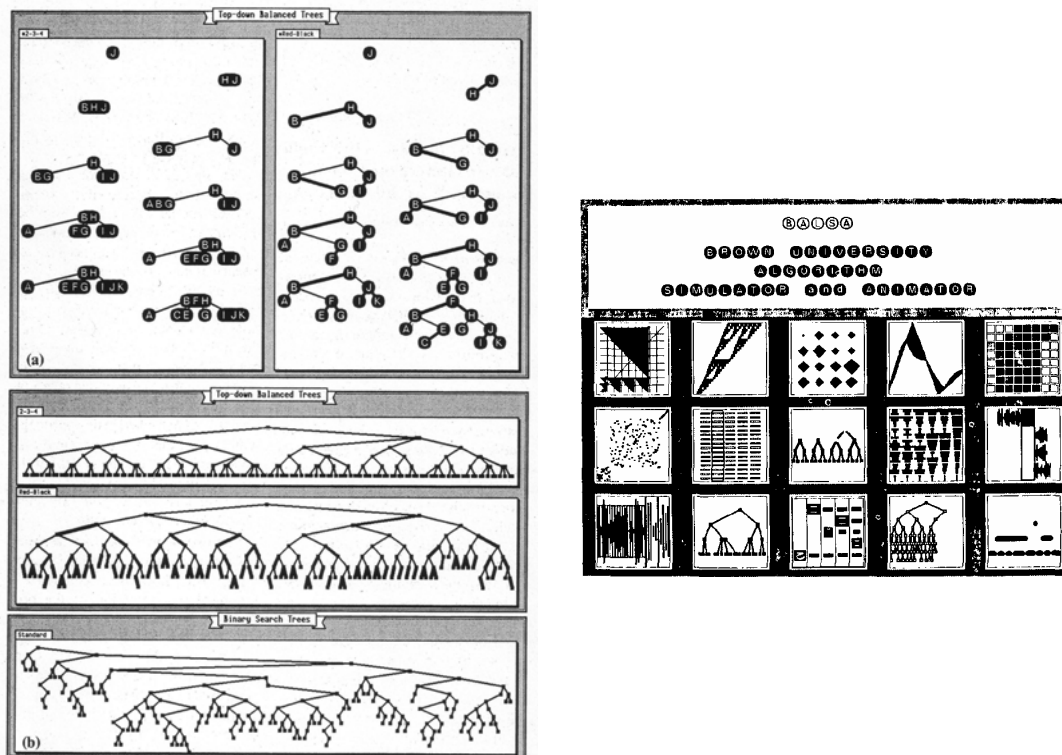 Top-down Balanced Trees
*2-3-4
J
HJ
BHJ
H
BG J
H
BG IJ
H
ABG IJ
BH
A FG IJ
BH
A EFG IJ
BH
A EFG IJK
BFH
A CE G IJK
(a)
*Red-Black
J
J
H
H
B J
H
B J
G
H
B J
G I
H
B J
A G I
H
B J
A G I
F
H
B J
A F I
E G
H
B J
A F I K
E G
F
B H
A E G J
C I K
Top-down Balanced Trees
2-3-4
Red-Black
Binary Search Trees
Standard
(b)
BALSA
BROWN UNIVERSITY
ALGORITHM
SIMULATOR and ANIMATOR